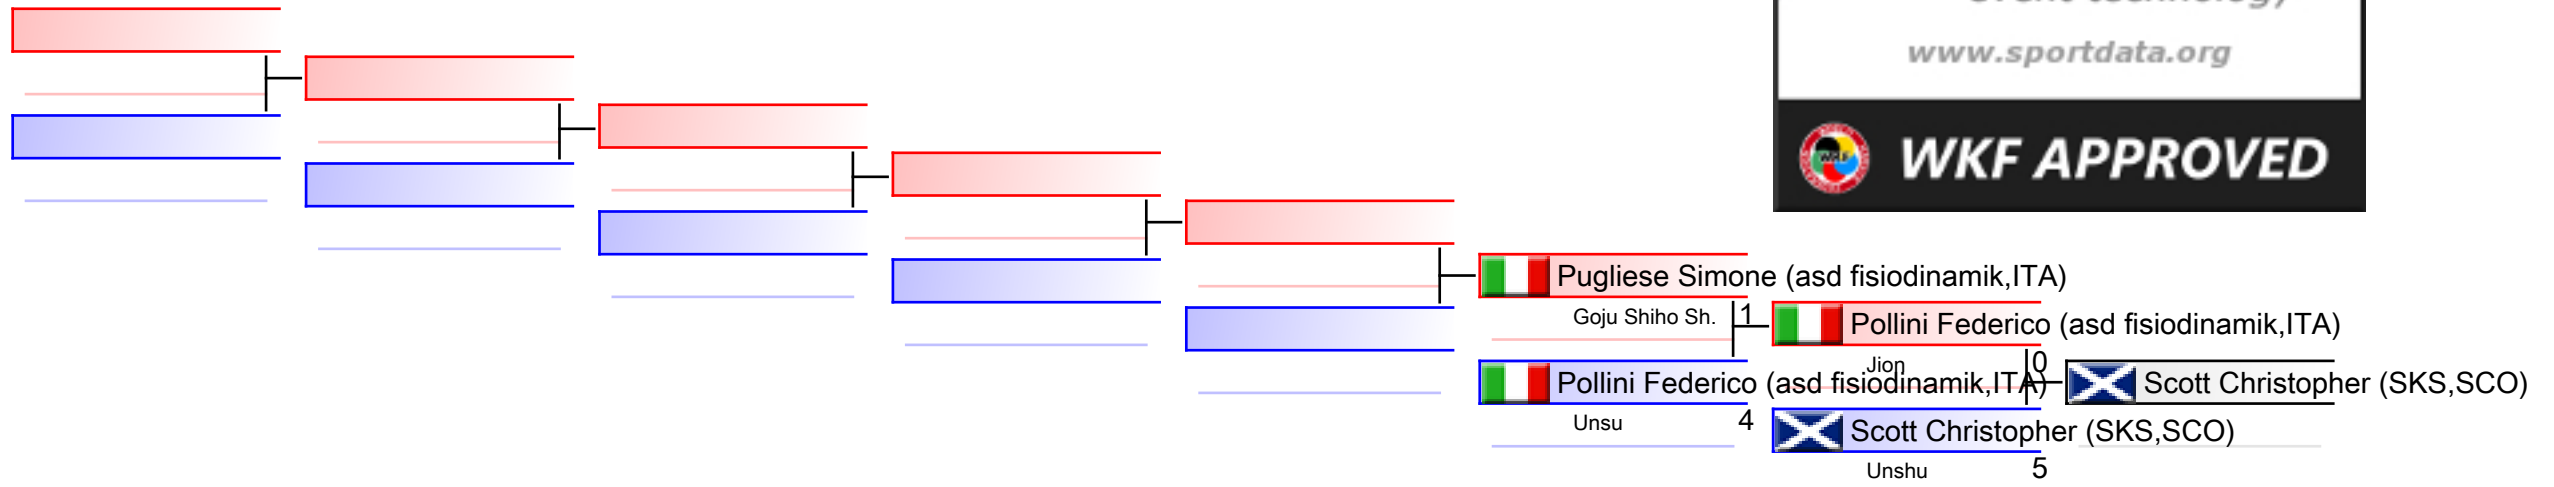 event technology
www.sportdata.org
WKF APPROVED
Pugliese Simone (asd fisiodinamik,ITA)
Goju Shiho Sh. 1
Pollini Federico (asd fisiodinamik,ITA)
Jion 0
Pollini Federico (asd fisiodinamik,ITA)
Scott Christopher (SKS,SCO)
Unsu 4
Scott Christopher (SKS,SCO)
Unshu 5